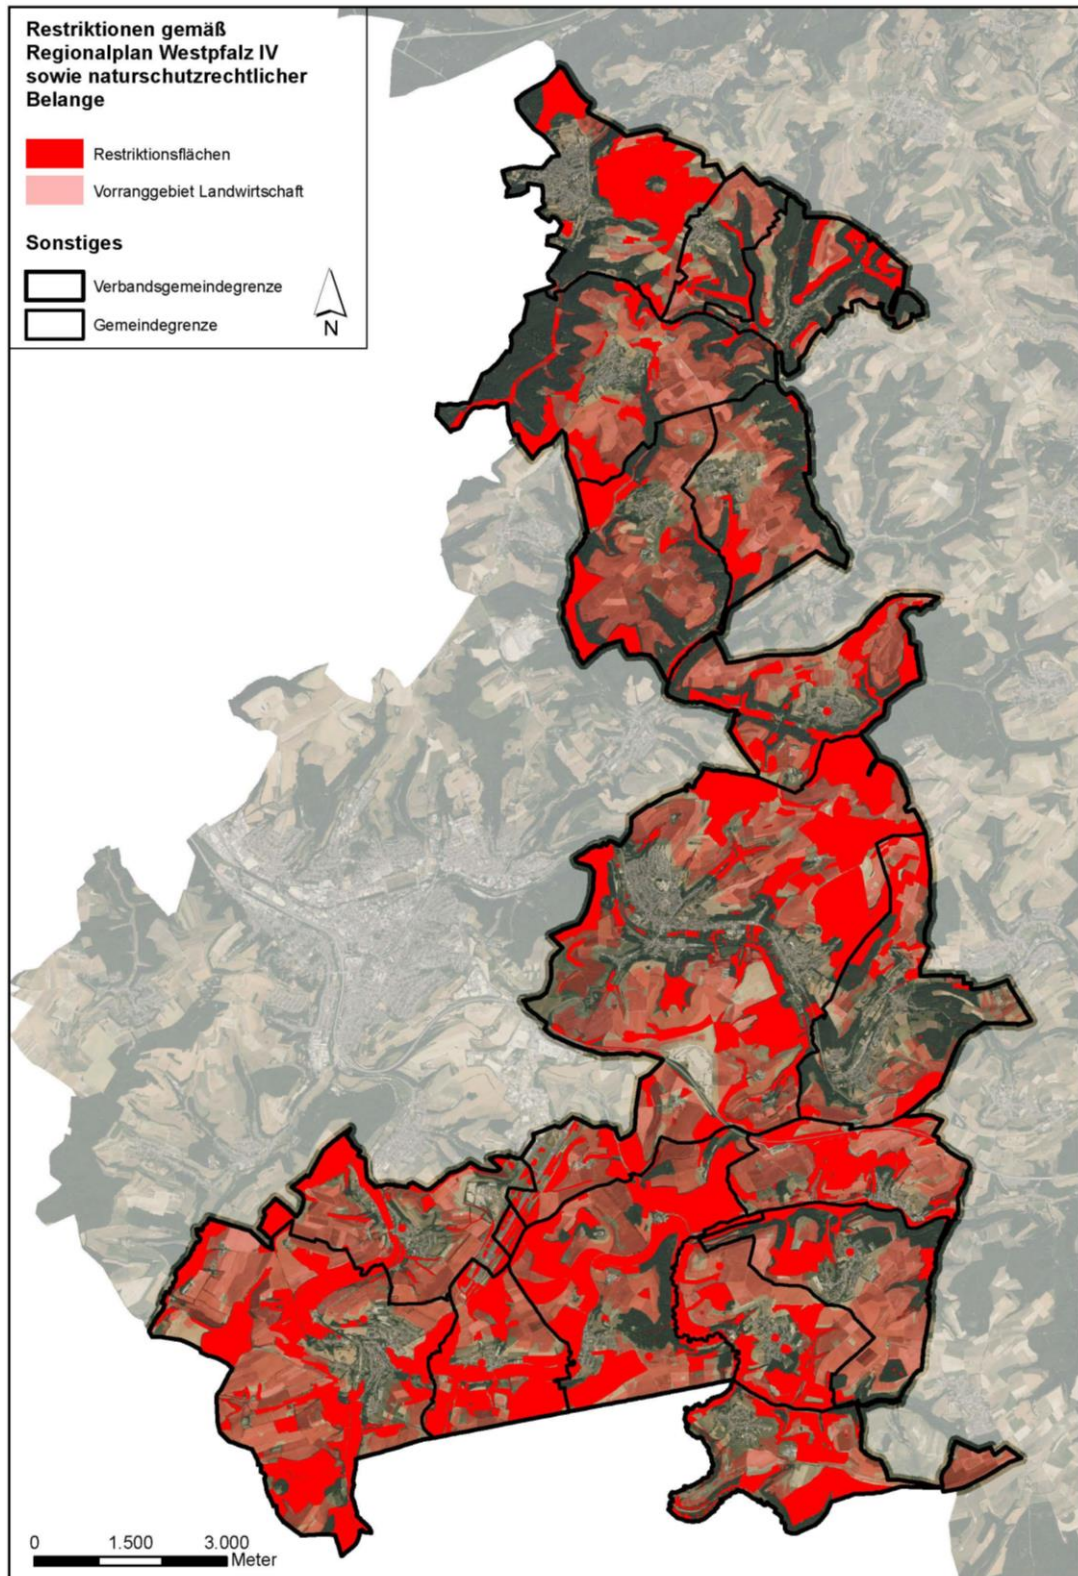 Restriktionen gemäß
Regionalplan Westpfalz IV
sowie naturschutzrechtlicher
Belange
Restriktionsflächen
Vorranggebiet Landwirtschaft
Sonstiges
Verbandsgemeindegrenze
Gemeindegrenze
N
0 1.500 3.000
Meter